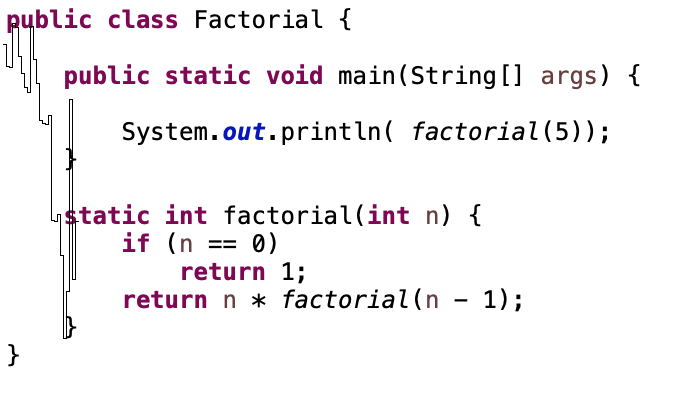 public class Factorial {
public static void main(String[] args) {
System.out.println( factorial(5));
}
static int factorial(int n) {
if (n == 0)
return 1;
return n * factorial(n - 1);
}
}